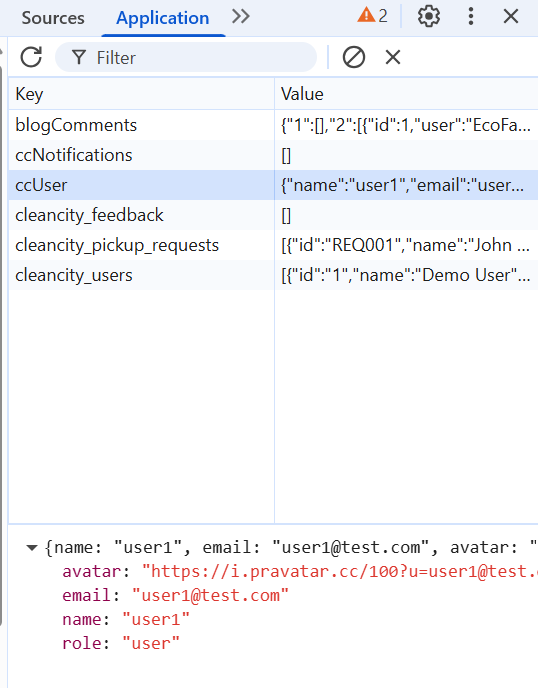 Sources Application 2
Filter
Key Value
blogComments {"1":[],"2":[{"id":1,"user":"EcoFa...
ccNotifications []
ccUser {"name":"user1","email":"user...
cleancity_feedback []
cleancity_pickup_requests [{"id":"REQ001","name":"John ...
cleancity_users [{"id":"1","name":"Demo User"...
{name: "user1", email: "user1@test.com", avatar: "
avatar: "https://i.pravatar.cc/100?u=user1@test.
email: "user1@test.com"
name: "user1"
role: "user"